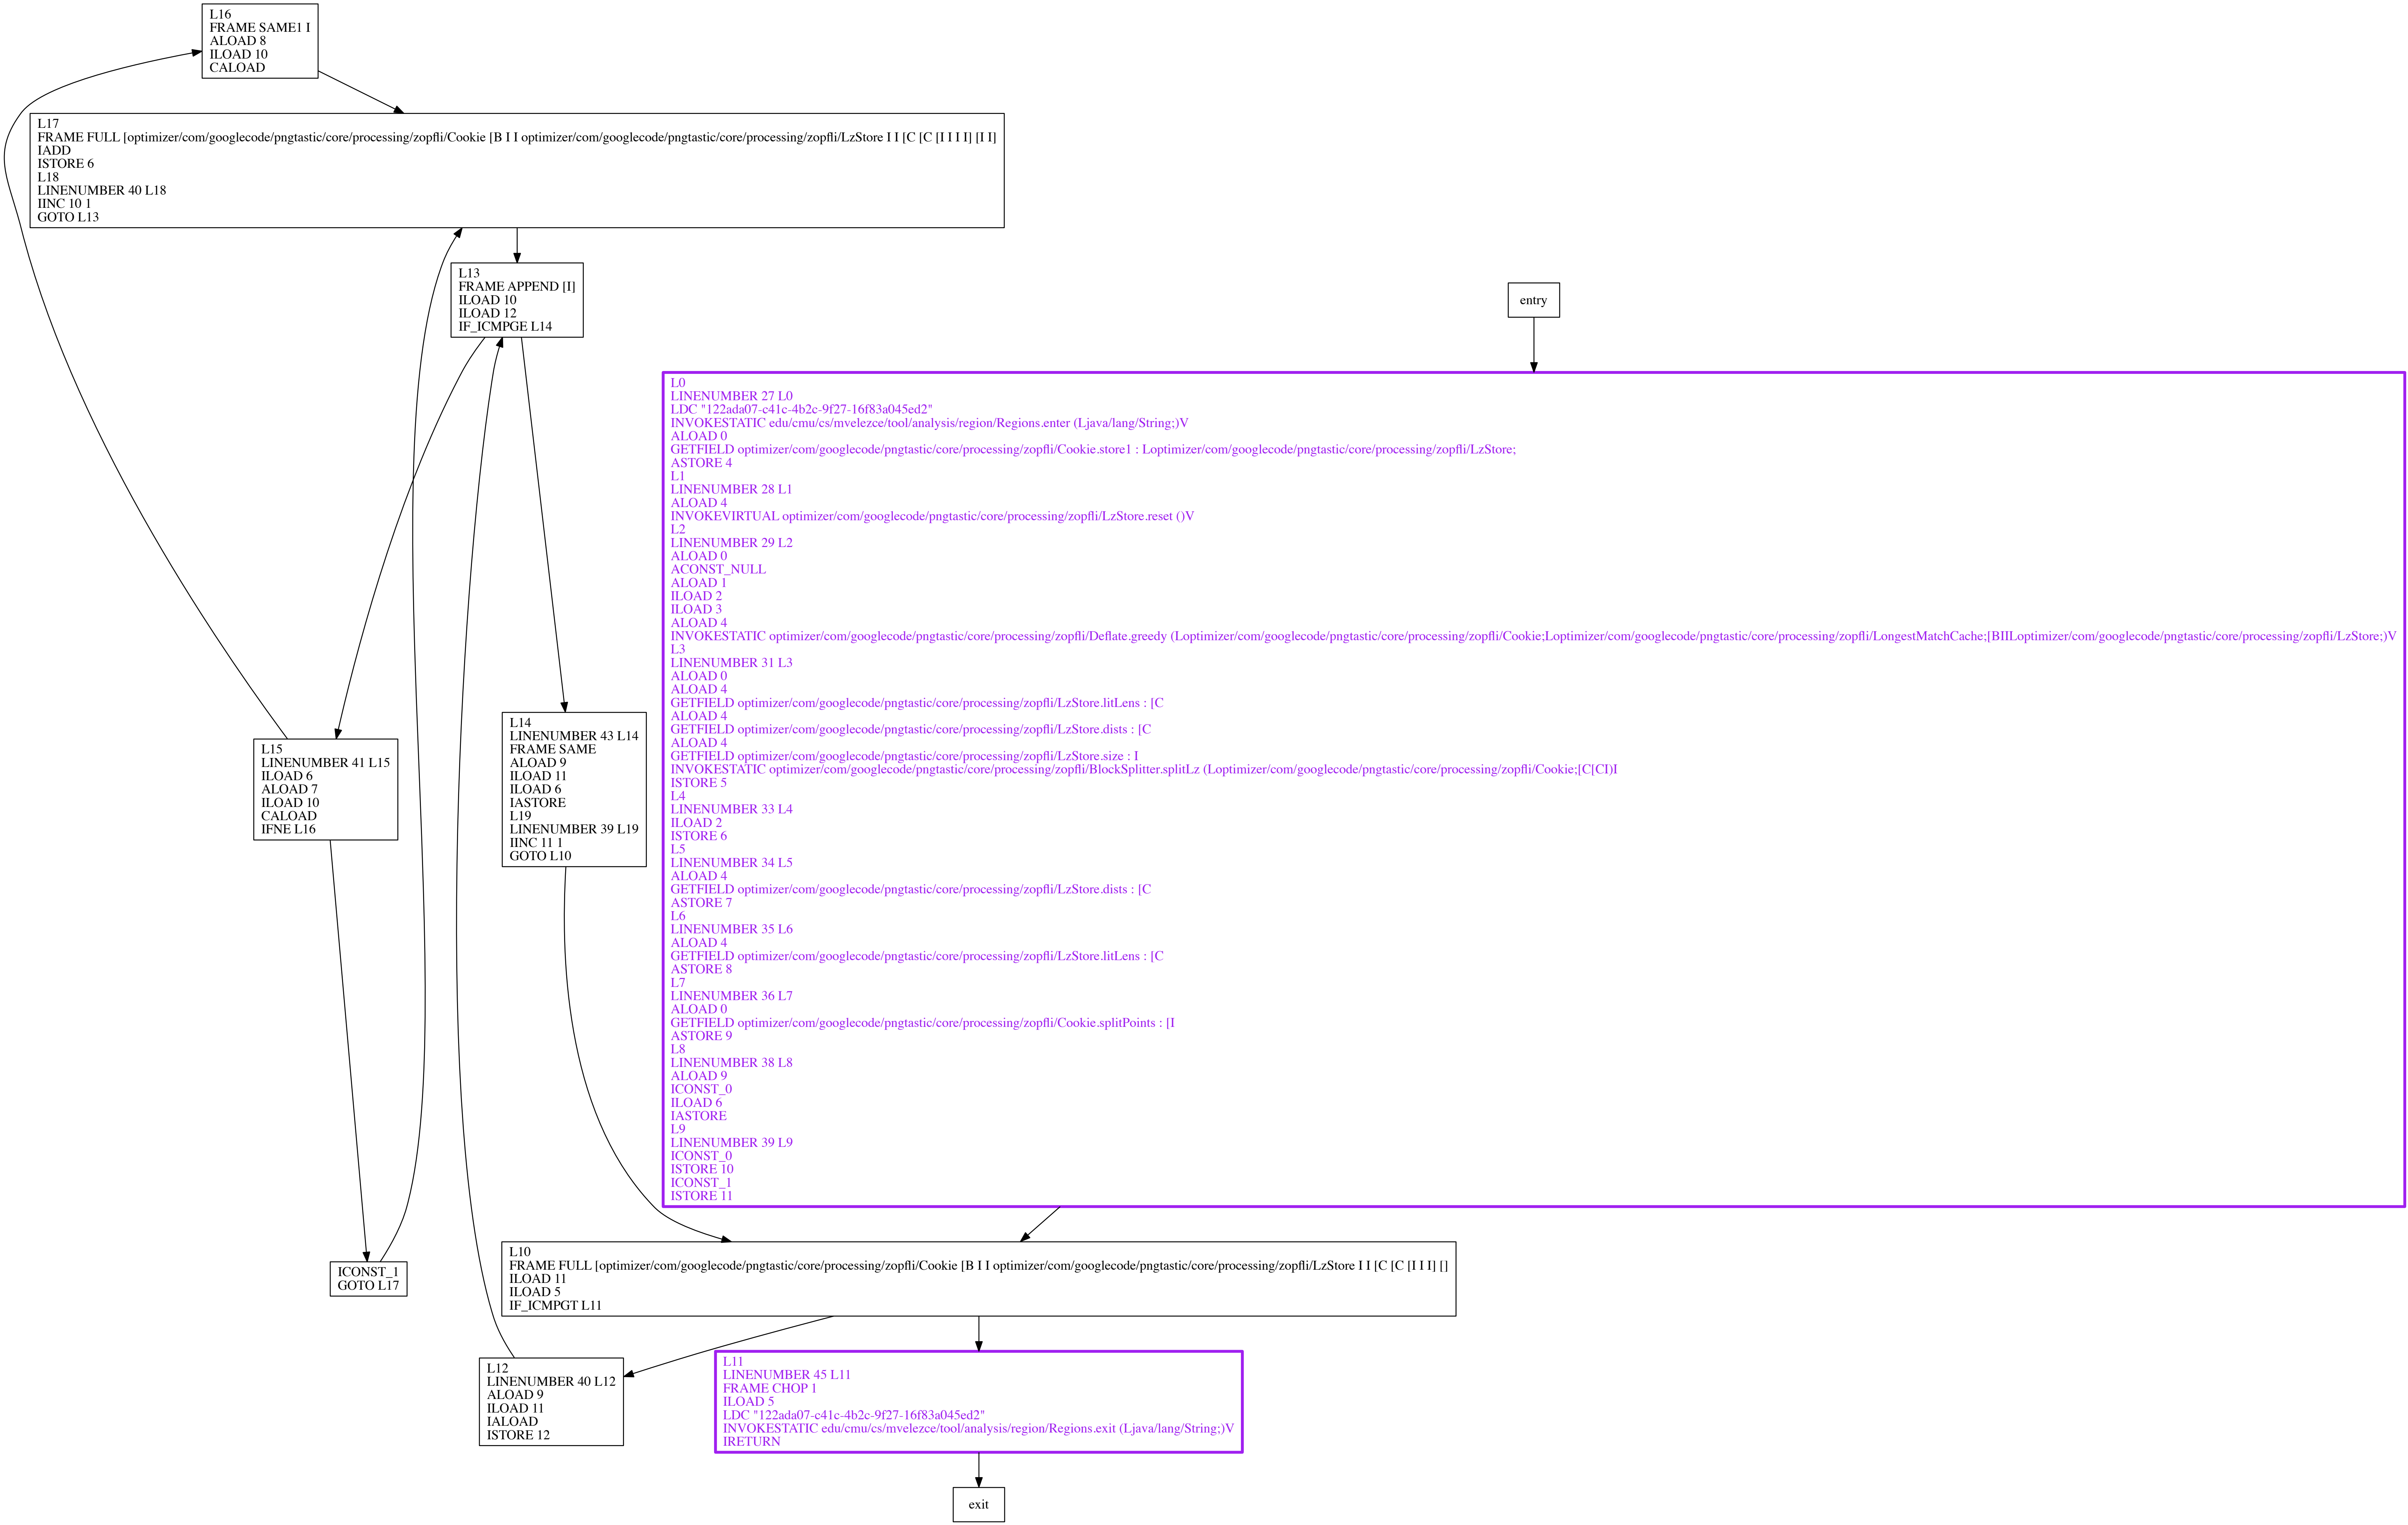 L16
FRAME SAME1 I
ALOAD 8
ILOAD 10
CALOAD
L17
FRAME FULL [optimizer/com/googlecode/pngtastic/core/processing/zopfli/Cookie [B I I optimizer/com/googlecode/pngtastic/core/processing/zopfli/LzStore I I [C [C [I I I I] [I I]
IADD
ISTORE 6
L18
LINENUMBER 40 L18
IINC 10 1
GOTO L13
L13
FRAME APPEND [I]
ILOAD 10
ILOAD 12
IF_ICMPGE L14
entry
L0
LINENUMBER 27 L0
LDC "122ada07-c41c-4b2c-9f27-16f83a045ed2"
INVOKESTATIC edu/cmu/cs/mvelezce/tool/analysis/region/Regions.enter (Ljava/lang/String;)V
ALOAD 0
GETFIELD optimizer/com/googlecode/pngtastic/core/processing/zopfli/Cookie.store1 : Loptimizer/com/googlecode/pngtastic/core/processing/zopfli/LzStore;
ASTORE 4
L1
LINENUMBER 28 L1
ALOAD 4
INVOKEVIRTUAL optimizer/com/googlecode/pngtastic/core/processing/zopfli/LzStore.reset ()V
L2
LINENUMBER 29 L2
ALOAD 0
ACONST_NULL
ALOAD 1
ILOAD 2
ILOAD 3
ALOAD 4
INVOKESTATIC optimizer/com/googlecode/pngtastic/core/processing/zopfli/Deflate.greedy (Loptimizer/com/googlecode/pngtastic/core/processing/zopfli/Cookie;Loptimizer/com/googlecode/pngtastic/core/processing/zopfli/LongestMatchCache;[BIILoptimizer/com/googlecode/pngtastic/core/processing/zopfli/LzStore;)V
L3
LINENUMBER 31 L3
ALOAD 0
ALOAD 4
GETFIELD optimizer/com/googlecode/pngtastic/core/processing/zopfli/LzStore.litLens : [C
ALOAD 4
GETFIELD optimizer/com/googlecode/pngtastic/core/processing/zopfli/LzStore.dists : [C
ALOAD 4
GETFIELD optimizer/com/googlecode/pngtastic/core/processing/zopfli/LzStore.size : I
INVOKESTATIC optimizer/com/googlecode/pngtastic/core/processing/zopfli/BlockSplitter.splitLz (Loptimizer/com/googlecode/pngtastic/core/processing/zopfli/Cookie;[C[CI)I
ISTORE 5
L4
LINENUMBER 33 L4
ILOAD 2
ISTORE 6
L5
LINENUMBER 34 L5
ALOAD 4
GETFIELD optimizer/com/googlecode/pngtastic/core/processing/zopfli/LzStore.dists : [C
ASTORE 7
L6
LINENUMBER 35 L6
ALOAD 4
GETFIELD optimizer/com/googlecode/pngtastic/core/processing/zopfli/LzStore.litLens : [C
ASTORE 8
L7
LINENUMBER 36 L7
ALOAD 0
GETFIELD optimizer/com/googlecode/pngtastic/core/processing/zopfli/Cookie.splitPoints : [I
ASTORE 9
L8
LINENUMBER 38 L8
ALOAD 9
ICONST_0
ILOAD 6
IASTORE
L9
LINENUMBER 39 L9
ICONST_0
ISTORE 10
ICONST_1
ISTORE 11
L14
LINENUMBER 43 L14
FRAME SAME
ALOAD 9
ILOAD 11
ILOAD 6
IASTORE
L19
LINENUMBER 39 L19
IINC 11 1
GOTO L10
L15
LINENUMBER 41 L15
ILOAD 6
ALOAD 7
ILOAD 10
CALOAD
IFNE L16
ICONST_1
GOTO L17
L10
FRAME FULL [optimizer/com/googlecode/pngtastic/core/processing/zopfli/Cookie [B I I optimizer/com/googlecode/pngtastic/core/processing/zopfli/LzStore I I [C [C [I I I] []
ILOAD 11
ILOAD 5
IF_ICMPGT L11
L12
LINENUMBER 40 L12
ALOAD 9
ILOAD 11
IALOAD
ISTORE 12
L11
LINENUMBER 45 L11
FRAME CHOP 1
ILOAD 5
LDC "122ada07-c41c-4b2c-9f27-16f83a045ed2"
INVOKESTATIC edu/cmu/cs/mvelezce/tool/analysis/region/Regions.exit (Ljava/lang/String;)V
IRETURN
exit